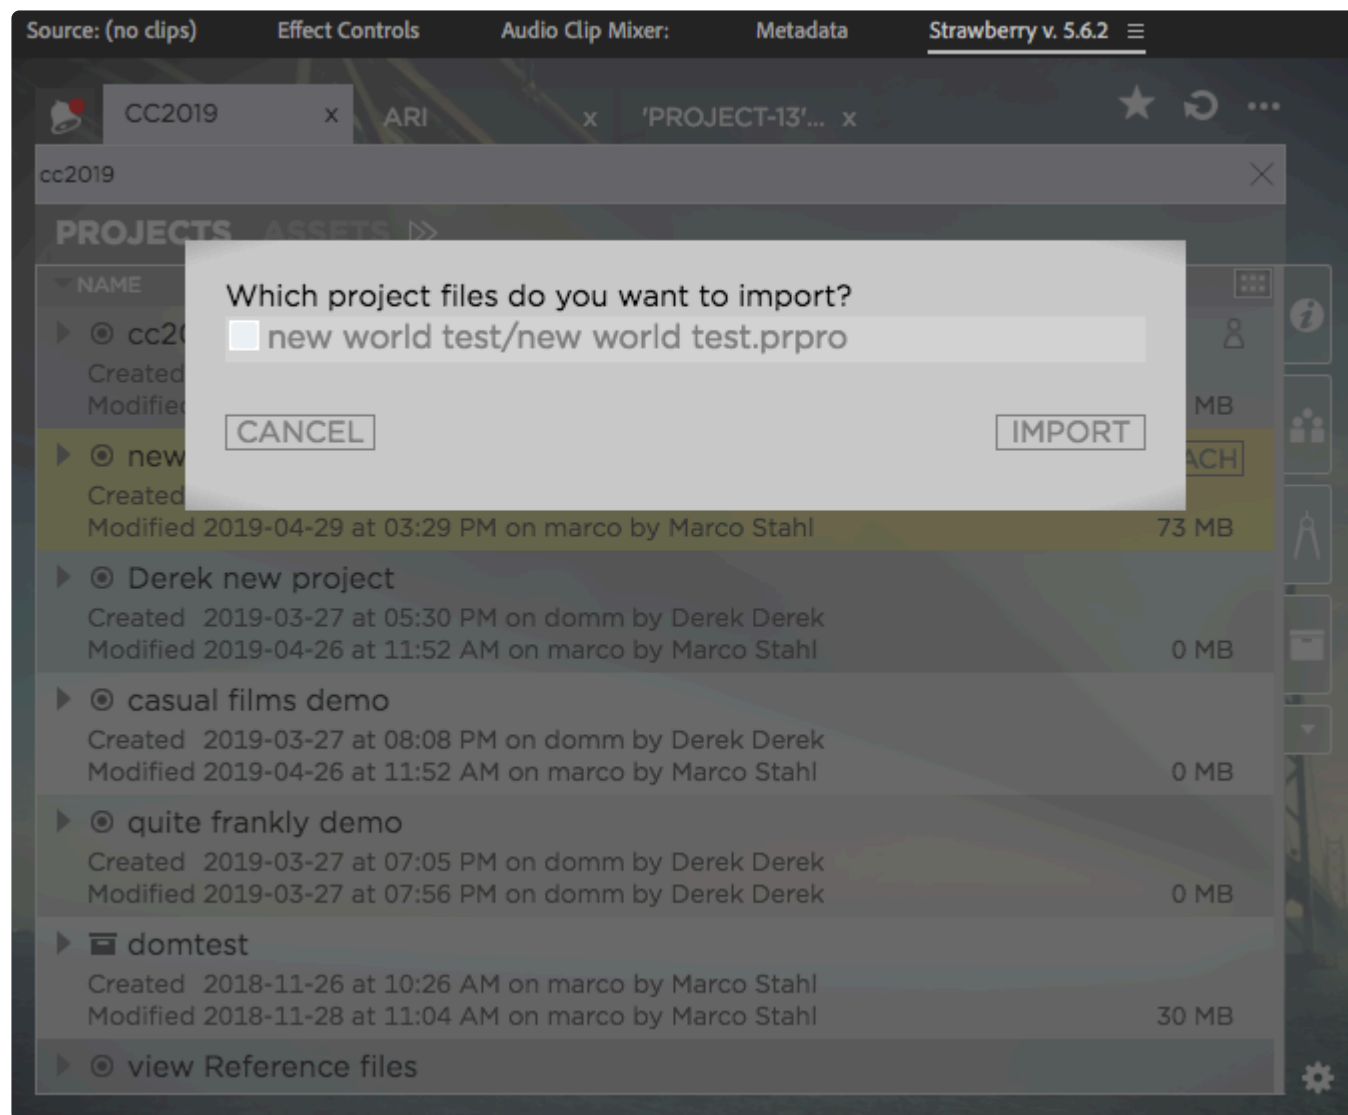 Source: (no clips) Effect Controls Audio Clip Mixer: Metadata Strawberry v. 5.6.2
CC2019 x ARI x 'PROJECT-13'... x
cc2019
PROJECTS ASSETS
NAME
Which project files do you want to import?
new world test/new world test.prpro
Created
MB
CANCEL IMPORT
new
Created
Modified 2019-04-29 at 03:29 PM on marco by Marco Stahl 73 MB
Derek new project
Created 2019-03-27 at 05:30 PM on domm by Derek Derek
Modified 2019-04-26 at 11:52 AM on marco by Marco Stahl 0 MB
casual films demo
Created 2019-03-27 at 08:08 PM on domm by Derek Derek
Modified 2019-04-26 at 11:52 AM on marco by Marco Stahl 0 MB
quite frankly demo
Created 2019-03-27 at 07:05 PM on domm by Derek Derek
Modified 2019-03-27 at 07:56 PM on domm by Derek Derek 0 MB
domtest
Created 2018-11-26 at 10:26 AM on marco by Marco Stahl
Modified 2018-11-28 at 11:04 AM on marco by Marco Stahl 30 MB
view Reference files